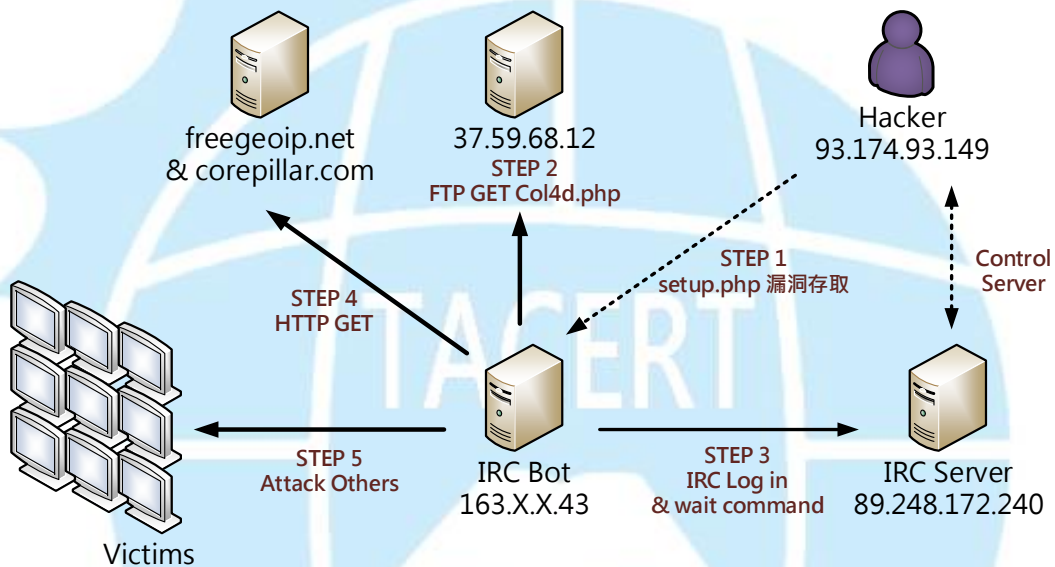 freegeoip.net
& corepillar.com
37.59.68.12
STEP 2
FTP GET Col4d.php
Hacker
93.174.93.149
STEP 1
setup.php 漏洞存取
Control
Server
STEP 4
HTTP GET
TACERT
STEP 5
Attack Others
IRC Bot
163.X.X.43
STEP 3
IRC Log in
& wait command
IRC Server
89.248.172.240
Victims